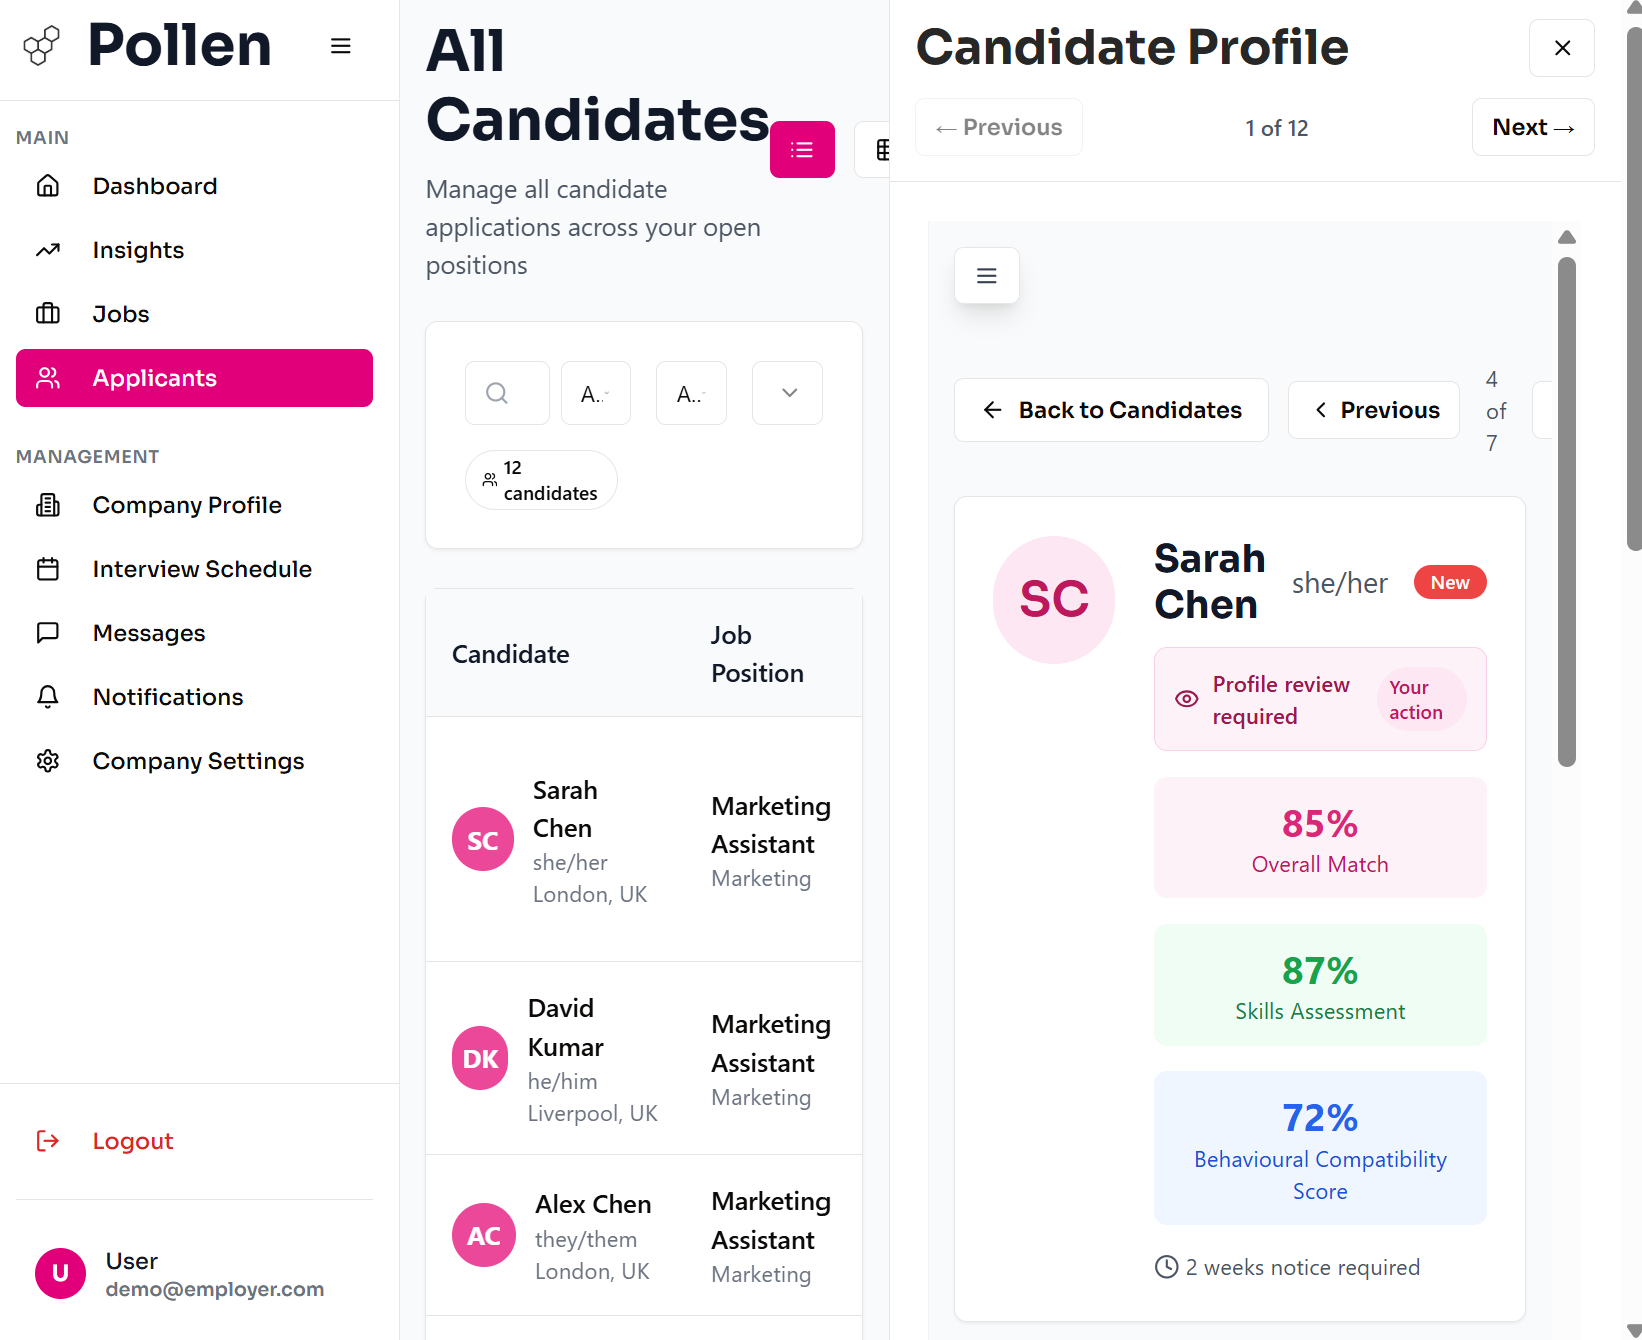 Pollen
MAIN
Dashboard
Insights
Jobs
Applicants
MANAGEMENT
Company Profile
Interview Schedule
Messages
Notifications
Company Settings
Logout
U
User
demo@employer.com
All
Candidates
Manage all candidate
applications across your open
positions
A..
A..
12
candidates
Candidate
Job
Position
SC
Sarah
Chen
she/her
London, UK
Marketing
Assistant
Marketing
DK
David
Kumar
he/him
Liverpool, UK
Marketing
Assistant
Marketing
AC
Alex Chen
they/them
London, UK
Marketing
Assistant
Marketing
Candidate Profile
← Previous
1 of 12
Next →
Back to Candidates
Previous
4
of
7
SC
Sarah
Chen
she/her
New
Profile review
required
Your
action
85%
Overall Match
87%
Skills Assessment
72%
Behavioural Compatibility
Score
2 weeks notice required